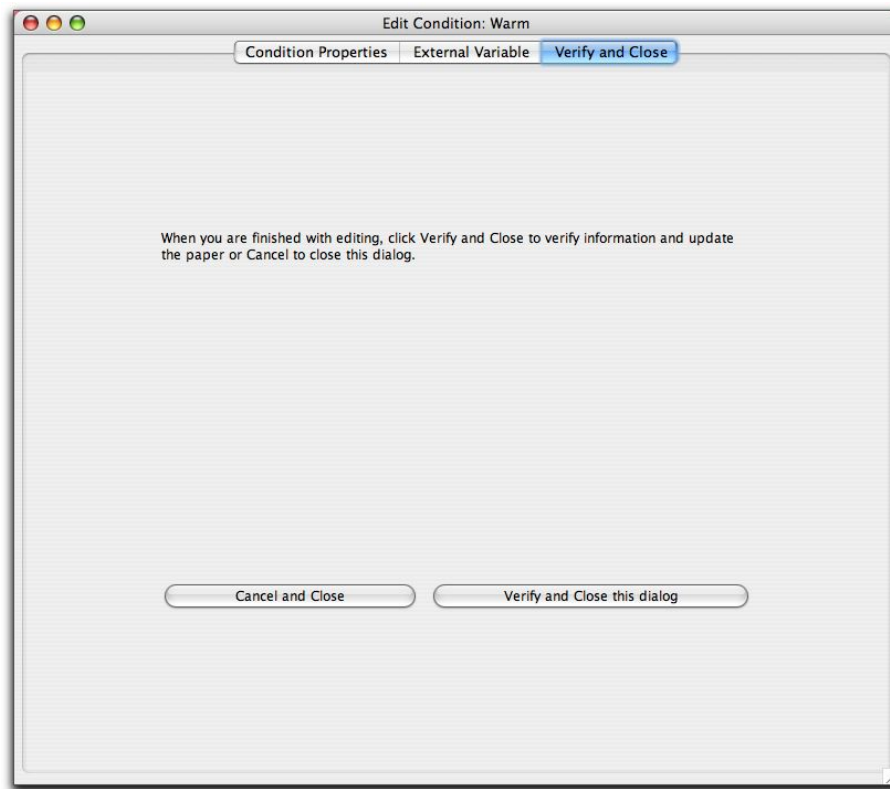 Edit Condition: Warm
Condition Properties External Variable Verify and Close
When you are finished with editing, click Verify and Close to verify information and update
the paper or Cancel to close this dialog.
Cancel and Close Verify and Close this dialog